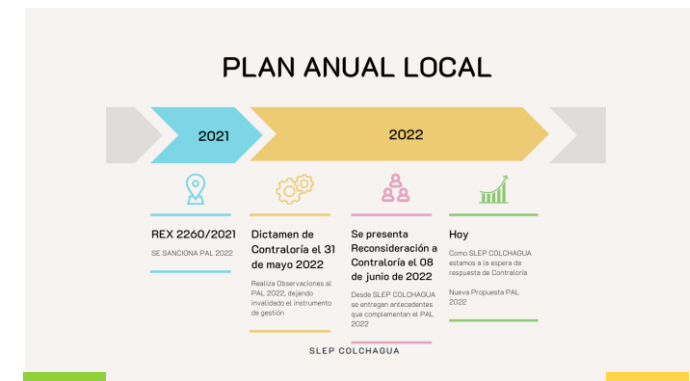 PLAN ANUAL LOCAL
2021
2022
REX 2260/2021
SE SANCIONA PAL 2022
Dictamen de
Contraloría el 31
de mayo 2022
Realiza Observaciones al
PAL 2022, dejando
invalidado el instrumento
de gestión
Se presenta
Reconsideración a
Contraloría el 08
de junio de 2022
Desde SLEP COLCHAGUA
se entregan antecedentes
que complementan al PAL
2022
Hoy
Como SLEP COLCHAGUA
estamos a la espera de
respuesta de Contraloría
Nueva Propuesta PAL
2022
SLEP COLCHAGUA